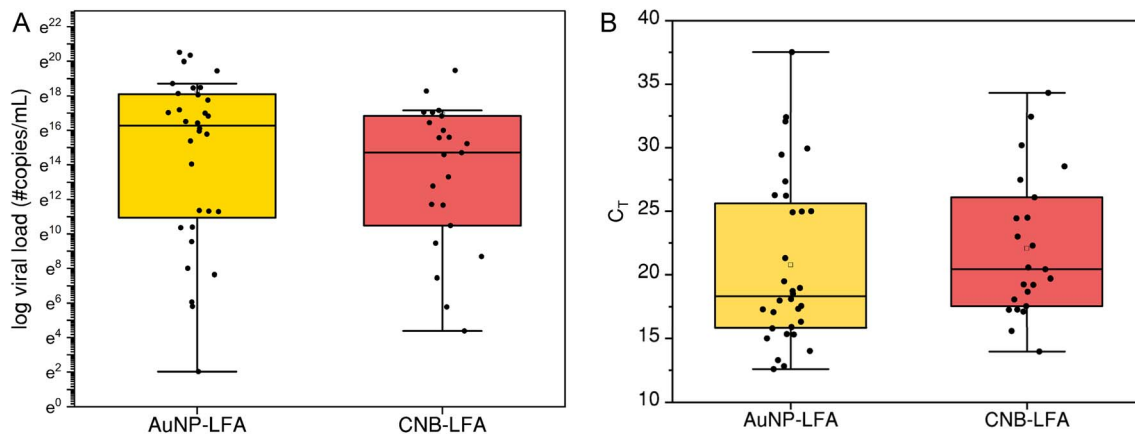 A
log viral load (#copies/mL)
e²²
e²⁰
e¹⁸
e¹⁶
e¹⁴
e¹²
e¹⁰
e⁸
e⁶
e⁴
e²
e⁰
AuNP-LFA
CNB-LFA
B
C_T
40
35
30
25
20
15
10
AuNP-LFA
CNB-LFA